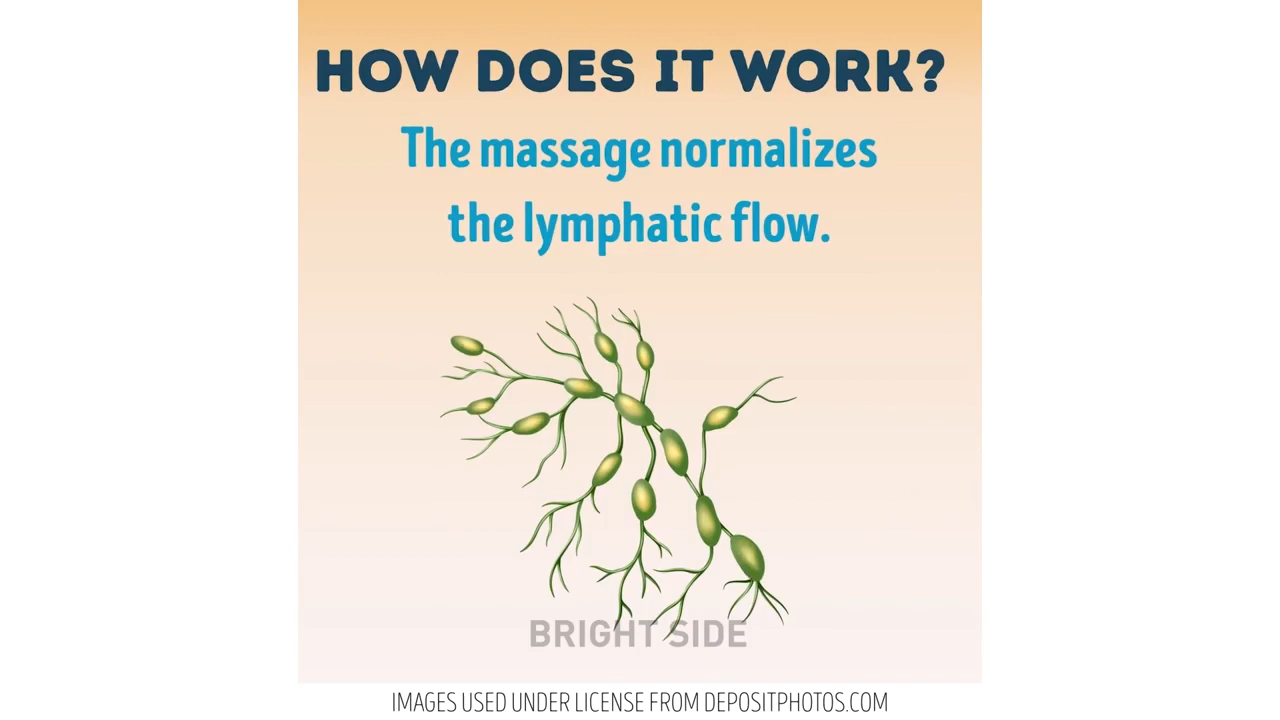 HOW DOES IT WORK?
The massage normalizes
the lymphatic flow.
BRIGHT SIDE
IMAGES USED UNDER LICENSE FROM DEPOSITPHOTOS.COM